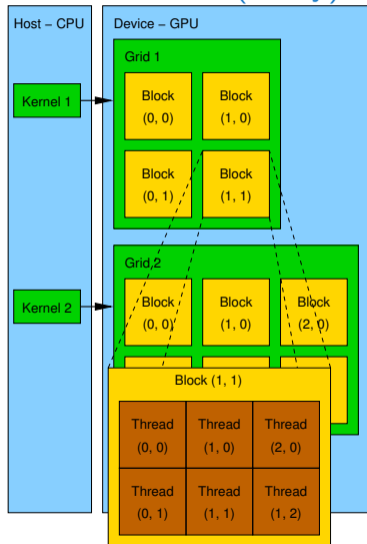 Host – CPU
Device – GPU
Grid 1
Kernel 1
Block
(0, 0)
Block
(1, 0)
Block
(0, 1)
Block
(1, 1)
Grid 2
Kernel 2
Block
(0, 0)
Block
(1, 0)
Block
(2, 0)
Block (1, 1)
Thread
(0, 0)
Thread
(1, 0)
Thread
(2, 0)
Thread
(0, 1)
Thread
(1, 1)
Thread
(1, 2)